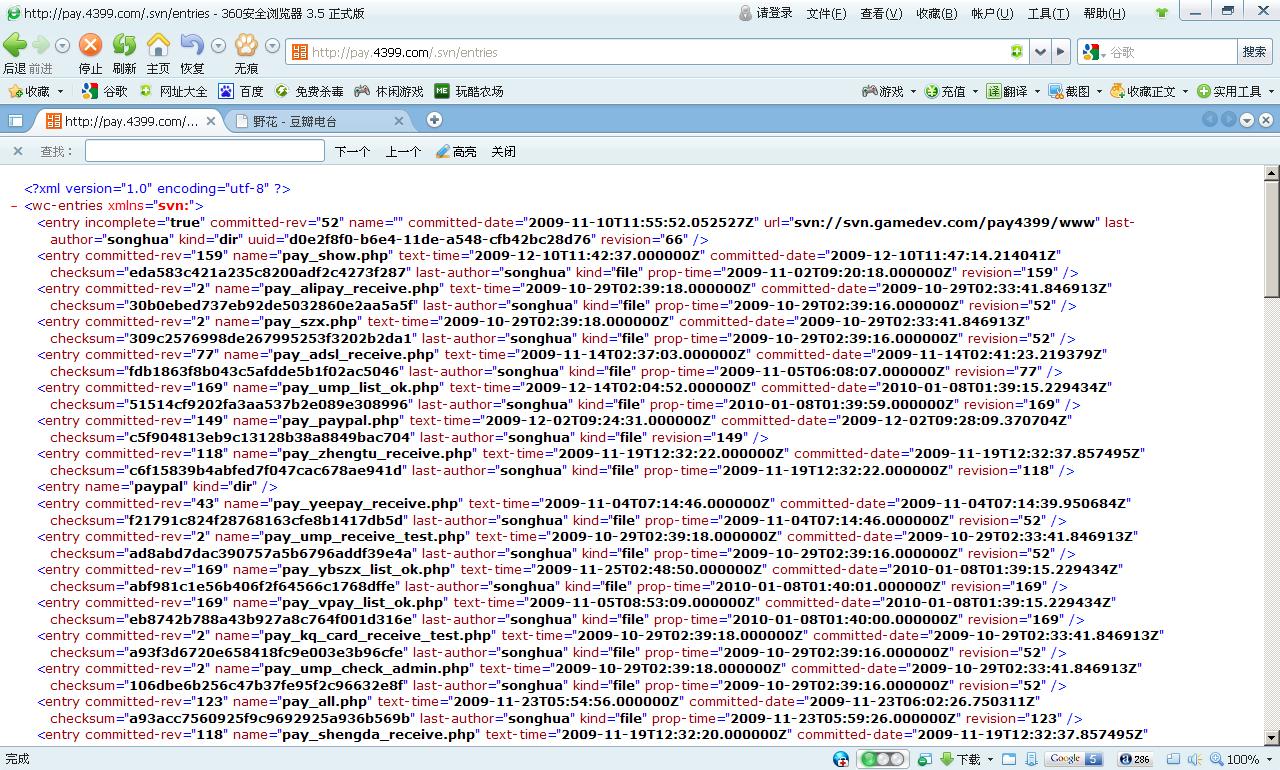 http://pay.4399.com/.svn/entries - 360安全浏览器 3.5 正式版 请登录 文件(F) 查看(V) 收藏(B) 帐户(U) 工具(T) 帮助(H)
http://pay.4399.com/.svn/entries 谷歌 搜索
后退 前进 停止 刷新 主页 恢复 无痕
收藏 谷歌 网址大全 百度 免费杀毒 休闲游戏 ME 玩酷农场 游戏 充值 译 翻译 截图 收藏正文 实用工具
http://pay.4399.com/... 野花 - 豆瓣电台
查找： 下一个 上一个 高亮 关闭
<?xml version="1.0" encoding="utf-8" ?>
- <wc-entries xmlns="svn:">
<entry incomplete="true" committed-rev="52" name="" committed-date="2009-11-10T11:55:52.052527Z" url="svn://svn.gamedev.com/pay4399/www" last-
author="songhua" kind="dir" uuid="d0e2f8f0-b6e4-11de-a548-cfb42bc28d76" revision="66" />
<entry committed-rev="159" name="pay_show.php" text-time="2009-12-10T11:42:37.000000Z" committed-date="2009-12-10T11:47:14.214041Z"
checksum="eda583c421a235c8200adf2c4273f287" last-author="songhua" kind="file" prop-time="2009-11-02T09:20:18.000000Z" revision="159" />
<entry committed-rev="2" name="pay_alipay_receive.php" text-time="2009-10-29T02:39:18.000000Z" committed-date="2009-10-29T02:33:41.846913Z"
checksum="30b0ebed737eb92de5032860e2aa5a5f" last-author="songhua" kind="file" prop-time="2009-10-29T02:39:16.000000Z" revision="52" />
<entry committed-rev="2" name="pay_szx.php" text-time="2009-10-29T02:39:18.000000Z" committed-date="2009-10-29T02:33:41.846913Z"
checksum="309c2576998de267995253f3202b2da1" last-author="songhua" kind="file" prop-time="2009-10-29T02:39:16.000000Z" revision="52" />
<entry committed-rev="77" name="pay_adsl_receive.php" text-time="2009-11-14T02:37:03.000000Z" committed-date="2009-11-14T02:41:23.219379Z"
checksum="fdb1863f8b043c5afdde5b1f02ac5046" last-author="songhua" kind="file" prop-time="2009-11-05T06:08:07.000000Z" revision="77" />
<entry committed-rev="169" name="pay_ump_list_ok.php" text-time="2009-12-14T02:04:52.000000Z" committed-date="2010-01-08T01:39:15.229434Z"
checksum="51514cf9202fa3aa537b2e089e308996" last-author="songhua" kind="file" prop-time="2010-01-08T01:39:59.000000Z" revision="169" />
<entry committed-rev="149" name="pay_paypal.php" text-time="2009-12-02T09:24:31.000000Z" committed-date="2009-12-02T09:28:09.370704Z"
checksum="c5f904813eb9c13128b38a8849bac704" last-author="songhua" kind="file" revision="149" />
<entry committed-rev="118" name="pay_zhengtu_receive.php" text-time="2009-11-19T12:32:22.000000Z" committed-date="2009-11-19T12:32:37.857495Z"
checksum="c6f15839b4abfed7f047cac678ae941d" last-author="songhua" kind="file" prop-time="2009-11-19T12:32:22.000000Z" revision="118" />
<entry name="paypal" kind="dir" />
<entry committed-rev="43" name="pay_yeepay_receive.php" text-time="2009-11-04T07:14:46.000000Z" committed-date="2009-11-04T07:14:39.950684Z"
checksum="f21791c824f28768163cfe8b1417db5d" last-author="songhua" kind="file" prop-time="2009-11-04T07:14:46.000000Z" revision="52" />
<entry committed-rev="2" name="pay_ump_receive_test.php" text-time="2009-10-29T02:39:18.000000Z" committed-date="2009-10-29T02:33:41.846913Z"
checksum="ad8abd7dac390757a5b6796addf39e4a" last-author="songhua" kind="file" prop-time="2009-10-29T02:39:16.000000Z" revision="52" />
<entry committed-rev="169" name="pay_ybszx_list_ok.php" text-time="2009-11-25T02:48:50.000000Z" committed-date="2010-01-08T01:39:15.229434Z"
checksum="abf981c1e56b406f2f64566c1768dffe" last-author="songhua" kind="file" prop-time="2010-01-08T01:40:01.000000Z" revision="169" />
<entry committed-rev="169" name="pay_vpay_list_ok.php" text-time="2009-11-05T08:53:09.000000Z" committed-date="2010-01-08T01:39:15.229434Z"
checksum="eb8742b788a43b927a8c764f001d316e" last-author="songhua" kind="file" prop-time="2010-01-08T01:40:00.000000Z" revision="169" />
<entry committed-rev="2" name="pay_kq_card_receive_test.php" text-time="2009-10-29T02:39:18.000000Z" committed-date="2009-10-29T02:33:41.846913Z"
checksum="a93f3d6720e658418fc9e003e3b96cfe" last-author="songhua" kind="file" prop-time="2009-10-29T02:39:16.000000Z" revision="52" />
<entry committed-rev="2" name="pay_ump_check_admin.php" text-time="2009-10-29T02:39:18.000000Z" committed-date="2009-10-29T02:33:41.846913Z"
checksum="106dbe6b256c47b37fe95f2c96632e8f" last-author="songhua" kind="file" prop-time="2009-10-29T02:39:16.000000Z" revision="52" />
<entry committed-rev="123" name="pay_all.php" text-time="2009-11-23T05:54:56.000000Z" committed-date="2009-11-23T06:02:26.750311Z"
checksum="a93acc7560925f9c9692925a936b569b" last-author="songhua" kind="file" prop-time="2009-11-23T05:59:26.000000Z" revision="123" />
<entry committed-rev="118" name="pay_shengda_receive.php" text-time="2009-11-19T12:32:20.000000Z" committed-date="2009-11-19T12:32:37.857495Z"
完成 下载 Google 5 a 286 100%